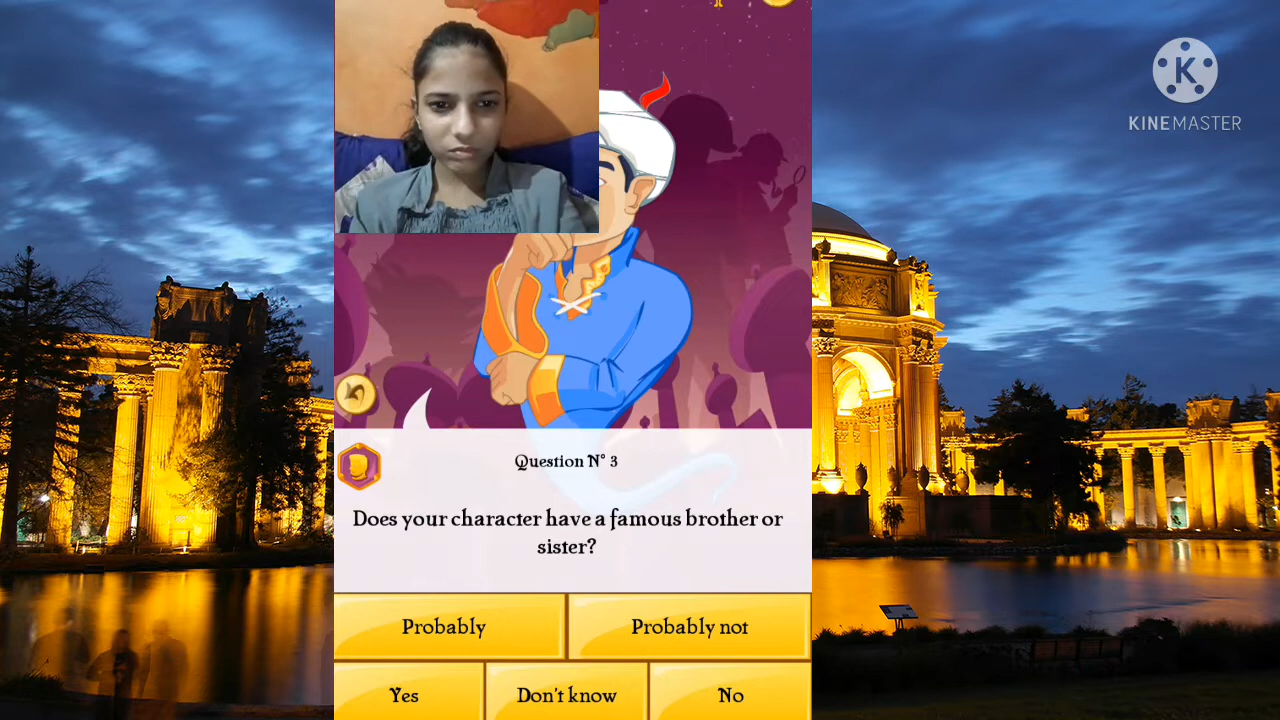 K
KINEMASTER
Question N° 3
Does your character have a famous brother or
sister?
Probably
Probably not
Yes
Don't know
No